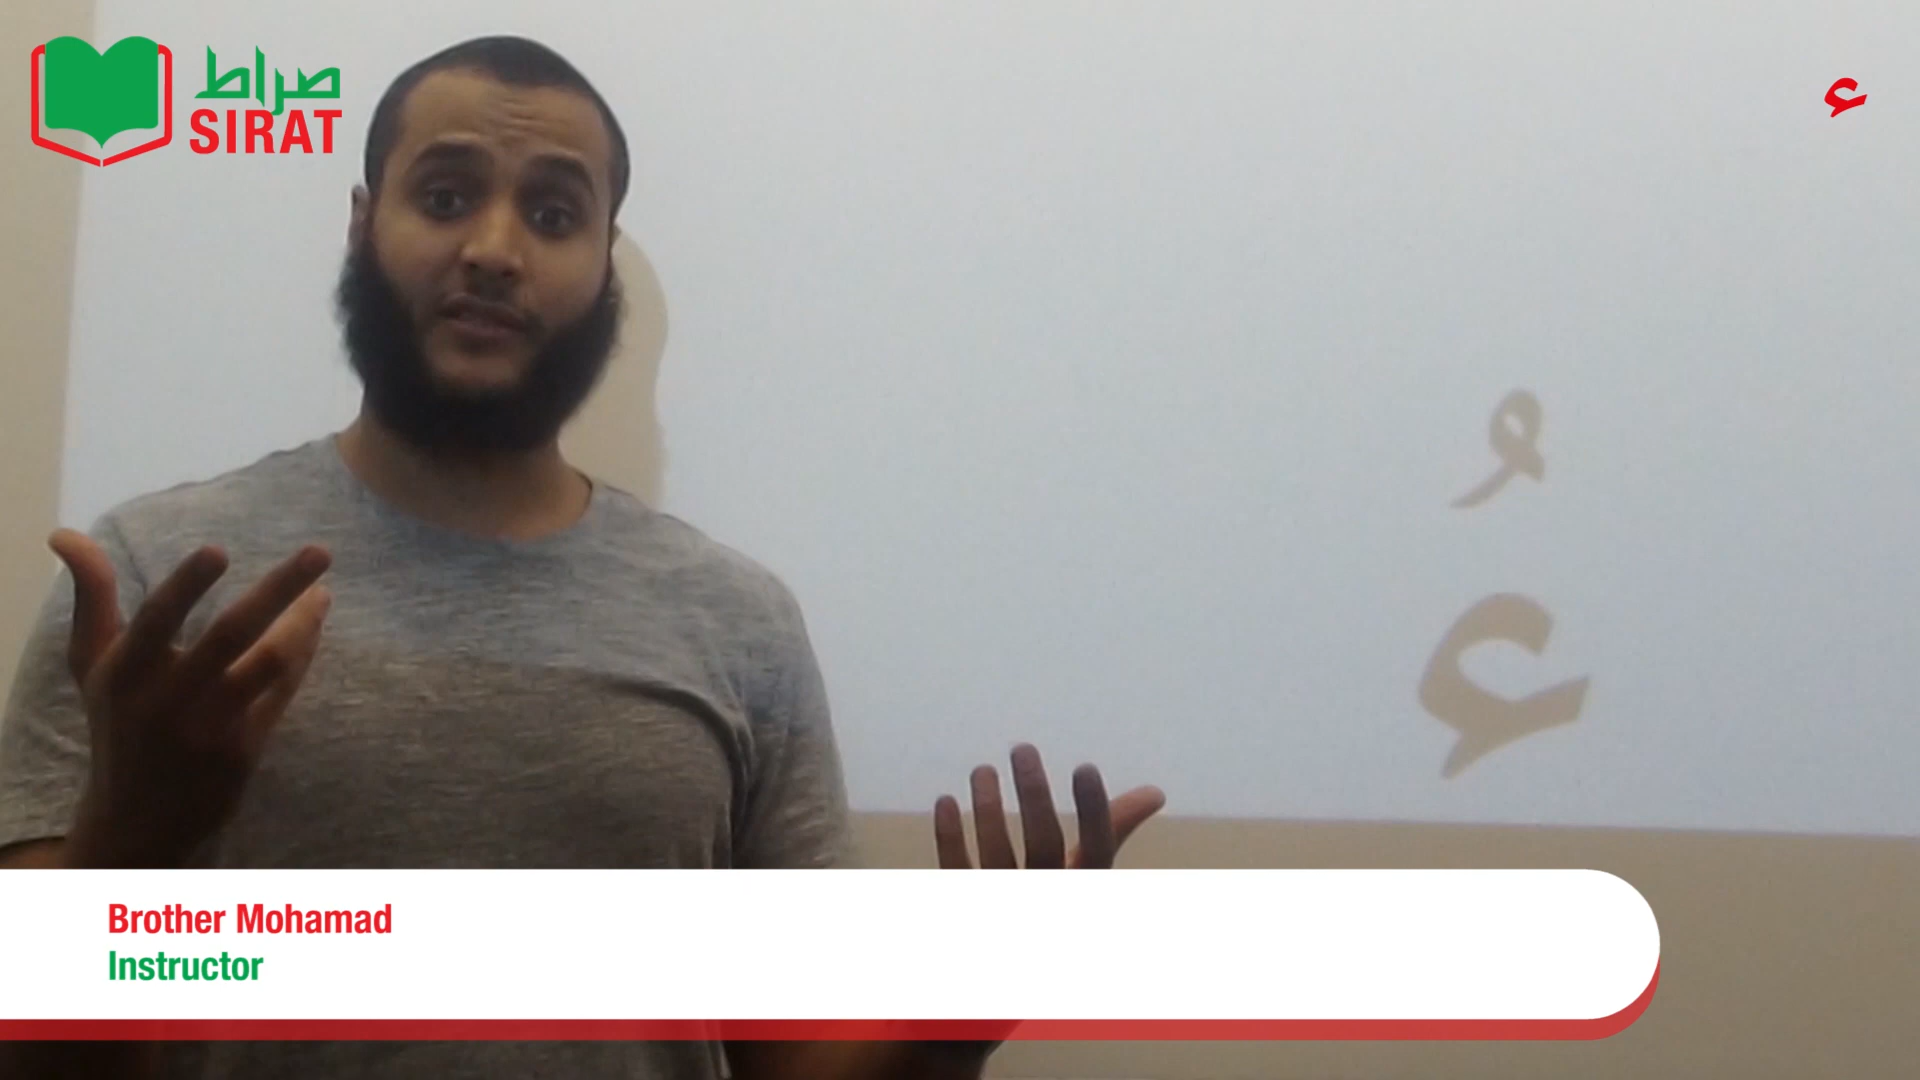 صراط
SIRAT
ء
ءُ
Brother Mohamad
Instructor